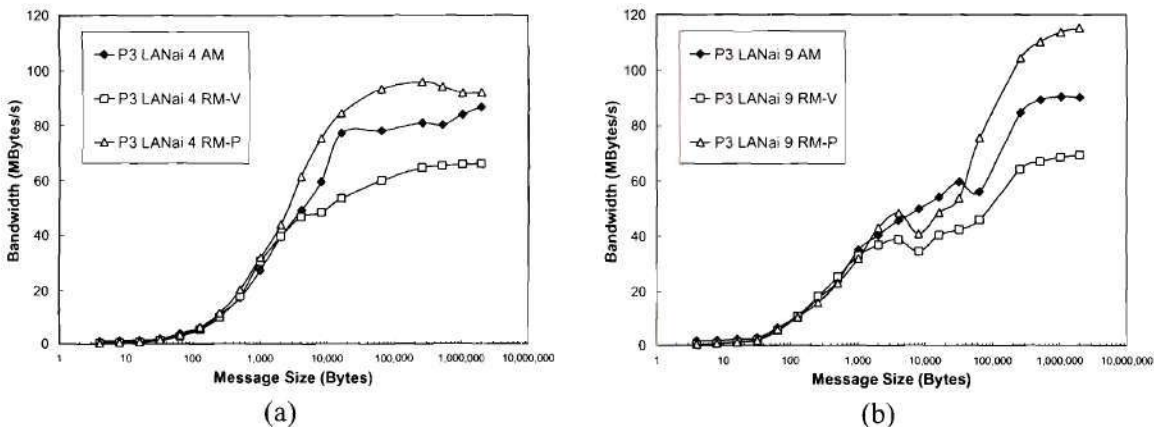 120
100
80
60
40
20
0
Bandwidth (MBytes/s)
P3 LANai 4 AM
P3 LANai 4 RM-V
P3 LANai 4 RM-P
1 10 100 1,000 10,000 100,000 1,000,000 10,000,000
Message Size (Bytes)
(a)
120
100
80
60
40
20
0
Bandwidth (MBytes/s)
P3 LANai 9 AM
P3 LANai 9 RM-V
P3 LANai 9 RM-P
1 10 100 1,000 10,000 100,000 1,000,000 10,000,000
Message Size (Bytes)
(b)